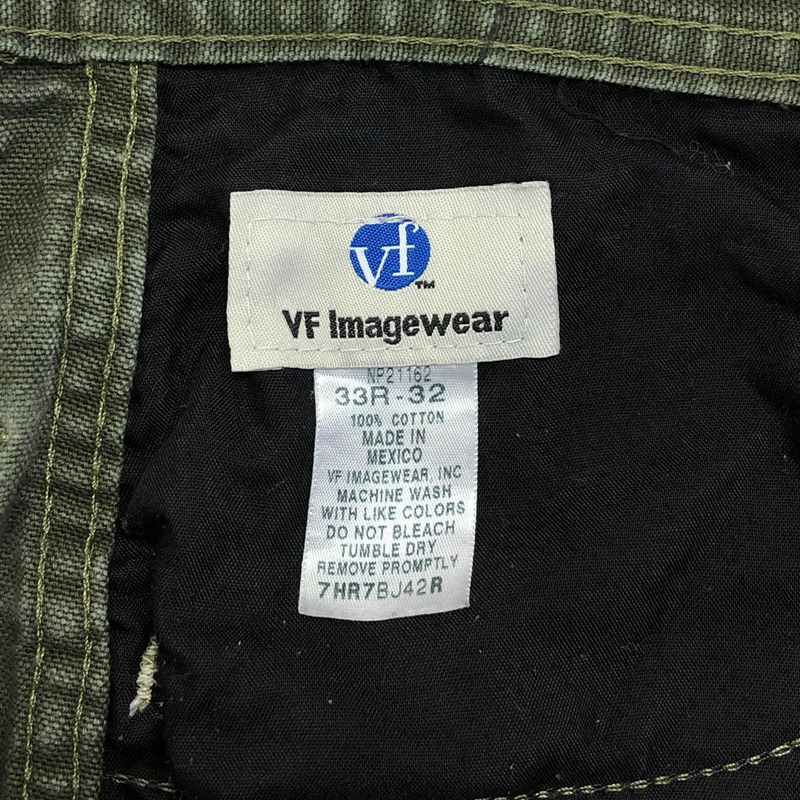 vf
TM
VF Imagewear
NP21162
33R-32
100% COTTON
MADE IN
MEXICO
VF IMAGEWEAR, INC
MACHINE WASH
WITH LIKE COLORS
DO NOT BLEACH
TUMBLE DRY
REMOVE PROMPTLY
7HR7BJ42R